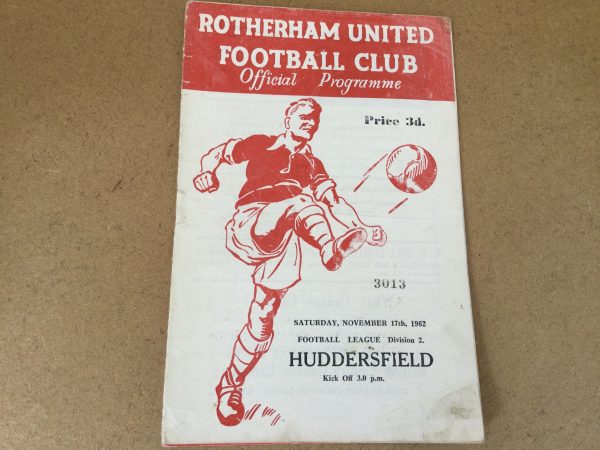 ROTHERHAM UNITED
FOOTBALL CLUB
Official Programme
Price 3d.
3013
SATURDAY, NOVEMBER 17th, 1962
FOOTBALL LEAGUE Division 2.
HUDDERSFIELD
Kick Off 3.0 p.m.